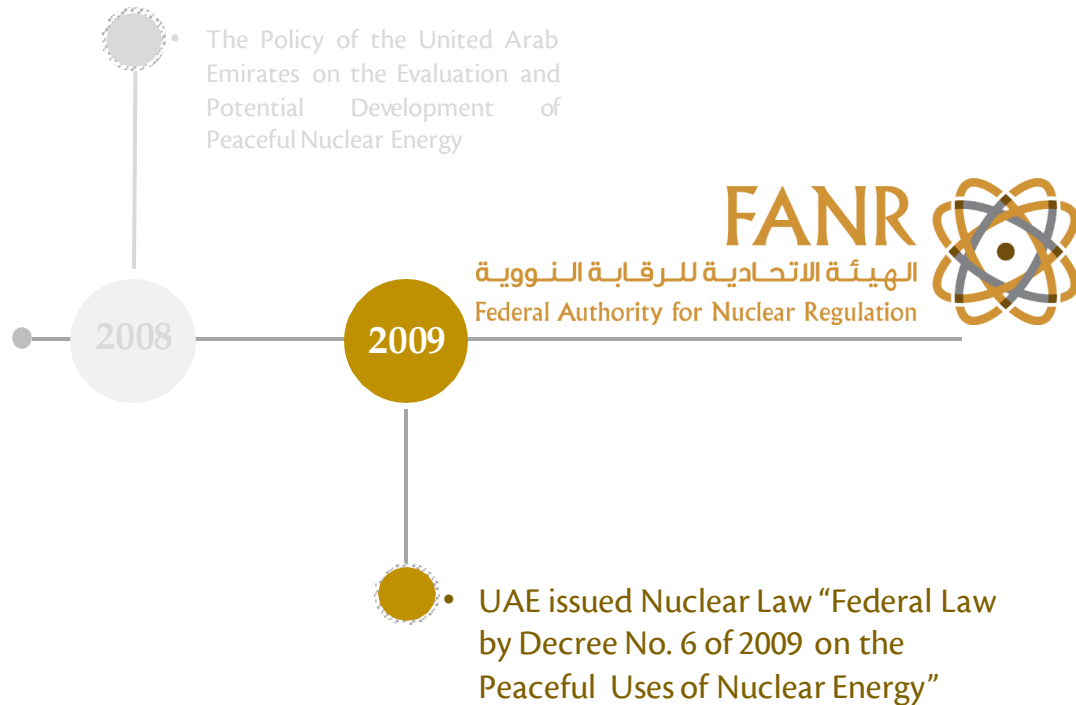 • The Policy of the United Arab
Emirates on the Evaluation and
Potential Development of
Peaceful Nuclear Energy
FANR
الهيئة الاتحادية للرقابة النووية
Federal Authority for Nuclear Regulation
2008
2009
• UAE issued Nuclear Law “Federal Law
by Decree No. 6 of 2009 on the
Peaceful Uses of Nuclear Energy”